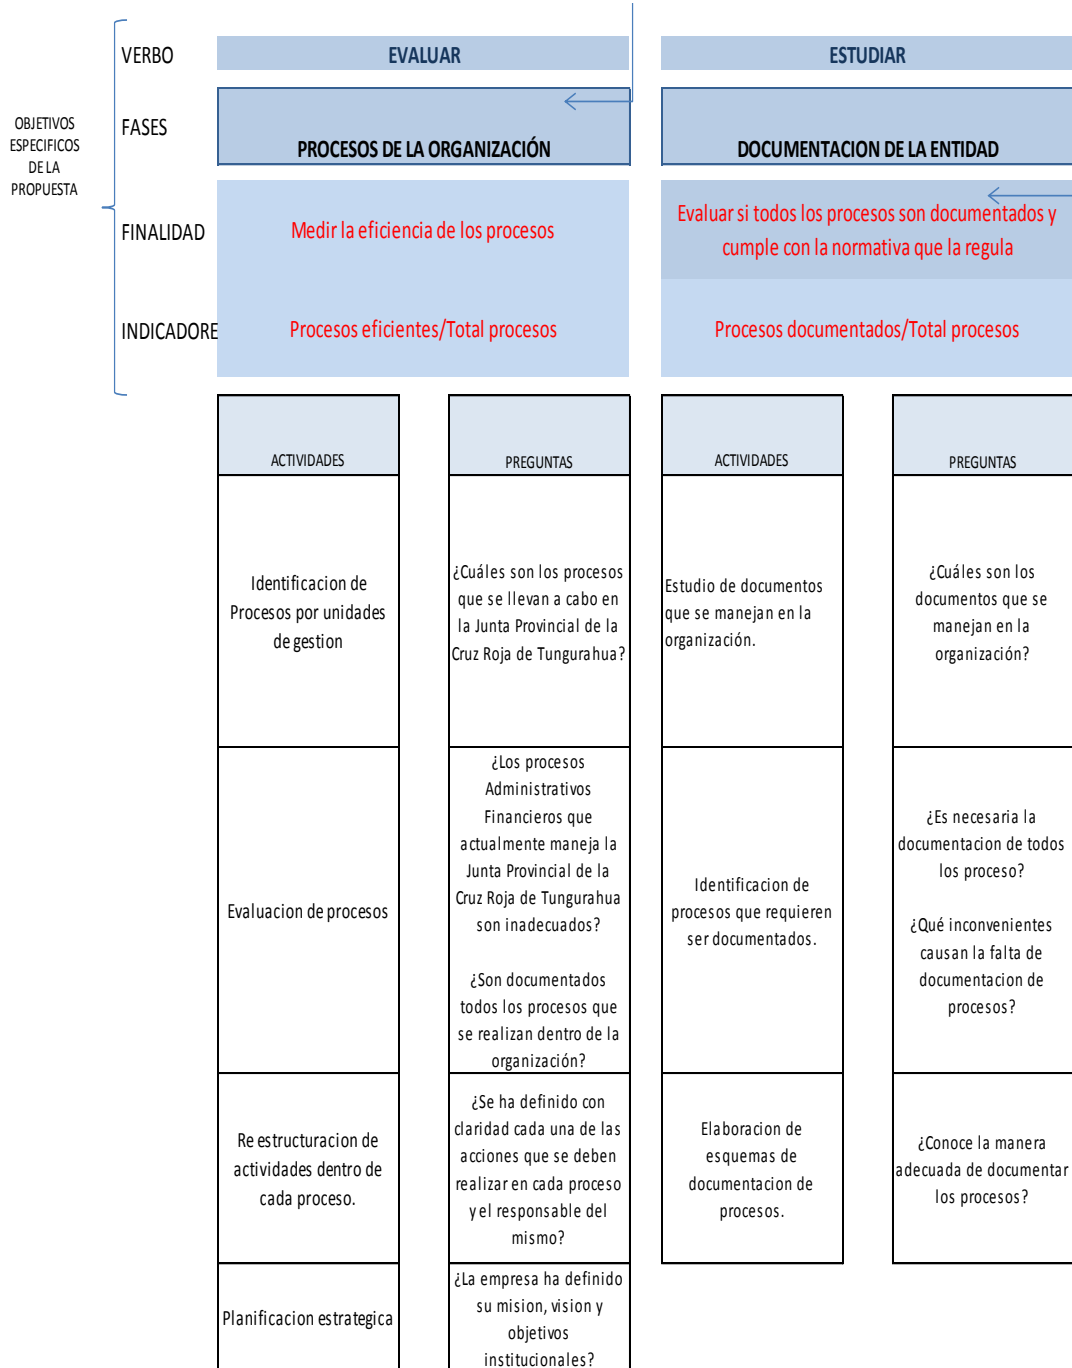 VERBO
EVALUAR
ESTUDIAR
OBJETIVOS
ESPECIFICOS
DE LA
PROPUESTA
FASES
PROCESOS DE LA ORGANIZACIÓN
DOCUMENTACION DE LA ENTIDAD
FINALIDAD
Medir la eficiencia de los procesos
Evaluar si todos los procesos son documentados y
cumple con la normativa que la regula
INDICADORE
Procesos eficientes/Total procesos
Procesos documentados/Total procesos
ACTIVIDADES
PREGUNTAS
ACTIVIDADES
PREGUNTAS
Identificacion de
Procesos por unidades
de gestion
¿Cuáles son los procesos
que se llevan a cabo en
la Junta Provincial de la
Cruz Roja de Tungurahua?
Estudio de documentos
que se manejan en la
organización.
¿Cuáles son los
documentos que se
manejan en la
organización?
Evaluacion de procesos
¿Los procesos
Administrativos
Financieros que
actualmente maneja la
Junta Provincial de la
Cruz Roja de Tungurahua
son inadecuados?
¿Son documentados
todos los procesos que
se realizan dentro de la
organización?
Identificacion de
procesos que requieren
ser documentados.
¿Es necesaria la
documentacion de todos
los proceso?
¿Qué inconvenientes
causan la falta de
documentacion de
procesos?
Re estructuracion de
actividades dentro de
cada proceso.
¿Se ha definido con
claridad cada una de las
acciones que se deben
realizar en cada proceso
y el responsable del
mismo?
Elaboracion de
esquemas de
documentacion de
procesos.
¿Conoce la manera
adecuada de documentar
los procesos?
Planificacion estrategica
¿La empresa ha definido
su mision, vision y
objetivos
institucionales?